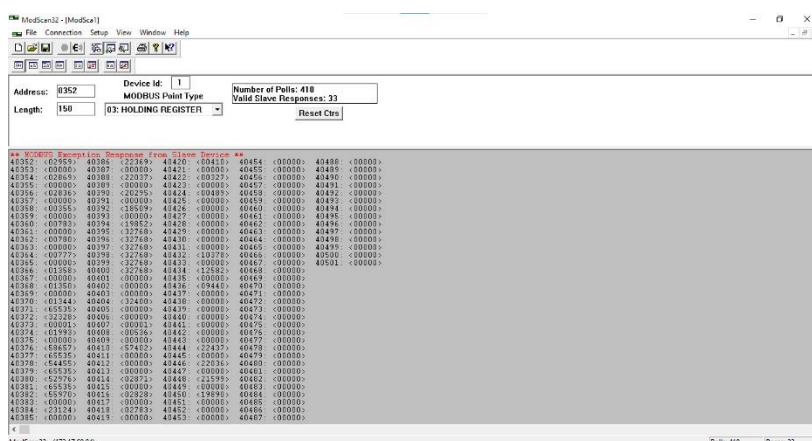 ModScan32 - [ModSca1]
File Connection Setup View Window Help
Address: 0352
Device Id: 1
MODBUS Point Type
Length: 150
03: HOLDING REGISTER
Number of Polls: 418
Valid Slave Responses: 33
Reset Ctrs
** MODBUS Exception Response from Slave Device **
40352: <02959> 40386: <22369> 40420: <00410> 40454: <00000> 40488: <00000>
40353: <00000> 40387: <00000> 40421: <00000> 40455: <00000> 40489: <00000>
40354: <02869> 40388: <22037> 40422: <00327> 40456: <00000> 40490: <00000>
40355: <00000> 40389: <00000> 40423: <00000> 40457: <00000> 40491: <00000>
40356: <02836> 40390: <20295> 40424: <00489> 40458: <00000> 40492: <00000>
40357: <00000> 40391: <00000> 40425: <00000> 40459: <00000> 40493: <00000>
40358: <00355> 40392: <18509> 40426: <00000> 40460: <00000> 40494: <00000>
40359: <00000> 40393: <00000> 40427: <00000> 40461: <00000> 40495: <00000>
40360: <00783> 40394: <19852> 40428: <00000> 40462: <00000> 40496: <00000>
40361: <00000> 40395: <32768> 40429: <00000> 40463: <00000> 40497: <00000>
40362: <00780> 40396: <32768> 40430: <00000> 40464: <00000> 40498: <00000>
40363: <00000> 40397: <32768> 40431: <00000> 40465: <00000> 40499: <00000>
40364: <00777> 40398: <32768> 40432: <10378> 40466: <00000> 40500: <00000>
40365: <00000> 40399: <32768> 40433: <00000> 40467: <00000> 40501: <00000>
40366: <01358> 40400: <32768> 40434: <12582> 40468: <00000>
40367: <00000> 40401: <00000> 40435: <00000> 40469: <00000>
40368: <01350> 40402: <00000> 40436: <09440> 40470: <00000>
40369: <00000> 40403: <00000> 40437: <00000> 40471: <00000>
40370: <01344> 40404: <32400> 40438: <00000> 40472: <00000>
40371: <65535> 40405: <00000> 40439: <00000> 40473: <00000>
40372: <32328> 40406: <00000> 40440: <00000> 40474: <00000>
40373: <00001> 40407: <00001> 40441: <00000> 40475: <00000>
40374: <01993> 40408: <00536> 40442: <00000> 40476: <00000>
40375: <00000> 40409: <00000> 40443: <00000> 40477: <00000>
40376: <58657> 40410: <57402> 40444: <22437> 40478: <00000>
40377: <65535> 40411: <00000> 40445: <00000> 40479: <00000>
40378: <54455> 40412: <00000> 40446: <22036> 40480: <00000>
40379: <65535> 40413: <00000> 40447: <00000> 40481: <00000>
40380: <52976> 40414: <02871> 40448: <21599> 40482: <00000>
40381: <65535> 40415: <00000> 40449: <00000> 40483: <00000>
40382: <55970> 40416: <02828> 40450: <19890> 40484: <00000>
40383: <00000> 40417: <00000> 40451: <00000> 40485: <00000>
40384: <23124> 40418: <02783> 40452: <00000> 40486: <00000>
40385: <00000> 40419: <00000> 40453: <00000> 40487: <00000>